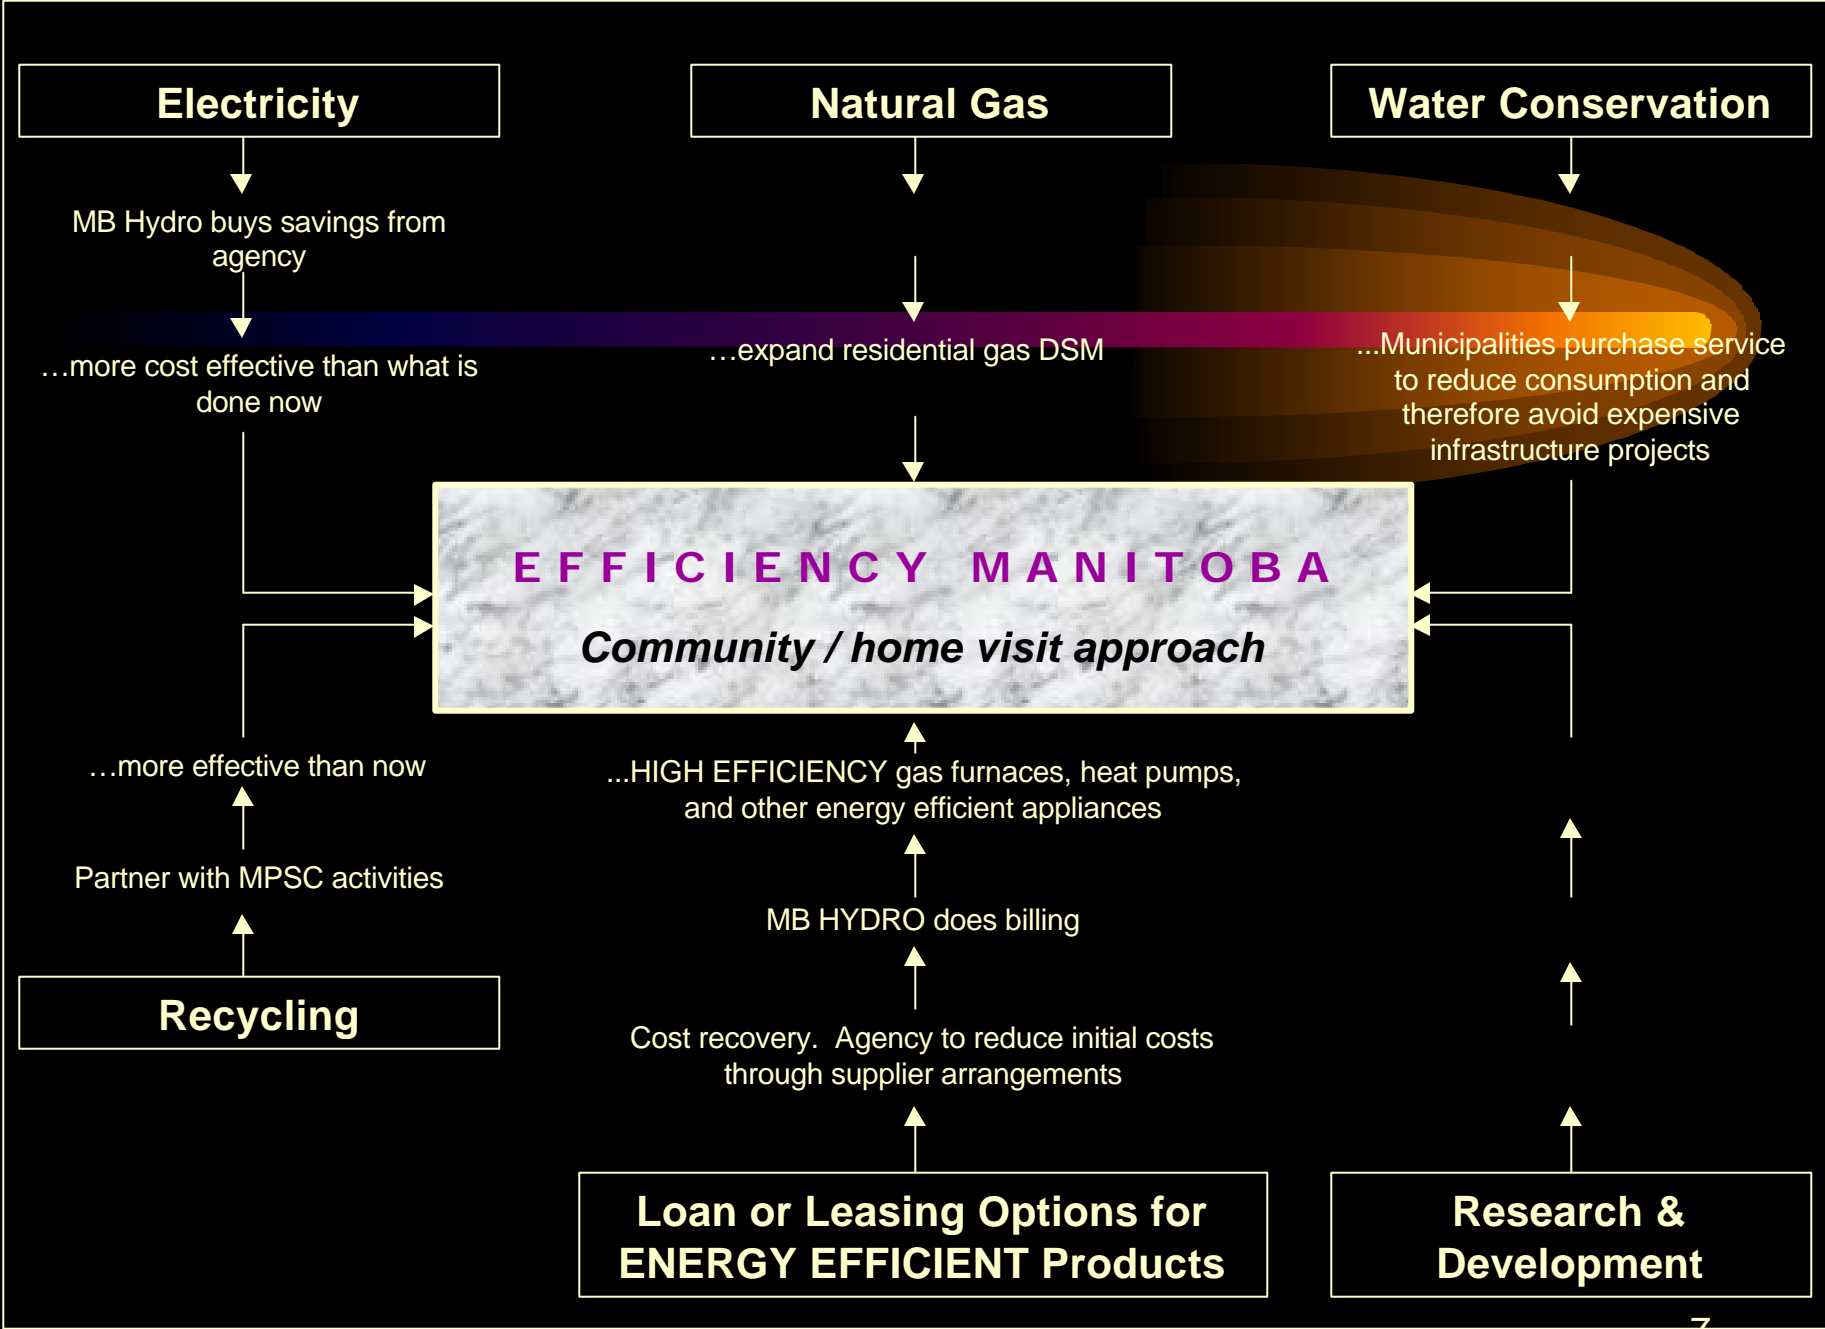 Electricity
Natural Gas
Water Conservation
MB Hydro buys savings from
agency
…more cost effective than what is
done now
…expand residential gas DSM
...Municipalities purchase service
to reduce consumption and
therefore avoid expensive
infrastructure projects
EFFICIENCY MANITOBA
Community / home visit approach
…more effective than now
Partner with MPSC activities
Recycling
...HIGH EFFICIENCY gas furnaces, heat pumps,
and other energy efficient appliances
MB HYDRO does billing
Cost recovery.  Agency to reduce initial costs
through supplier arrangements
Loan or Leasing Options for
ENERGY EFFICIENT Products
Research &
Development
7